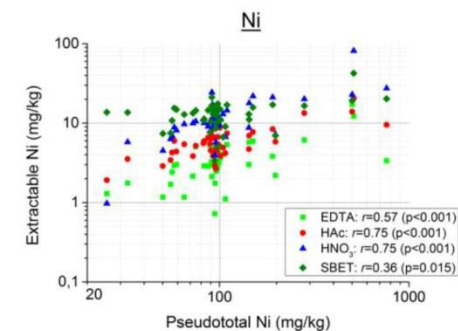 Ni
Extractable Ni (mg/kg)
100
10
1
0,1
20
100
1000
Pseudototal Ni (mg/kg)
EDTA: r=0.57 (p<0.001)
HAc: r=0.75 (p<0.001)
HNO₃: r=0.75 (p<0.001)
SBET: r=0.36 (p=0.015)